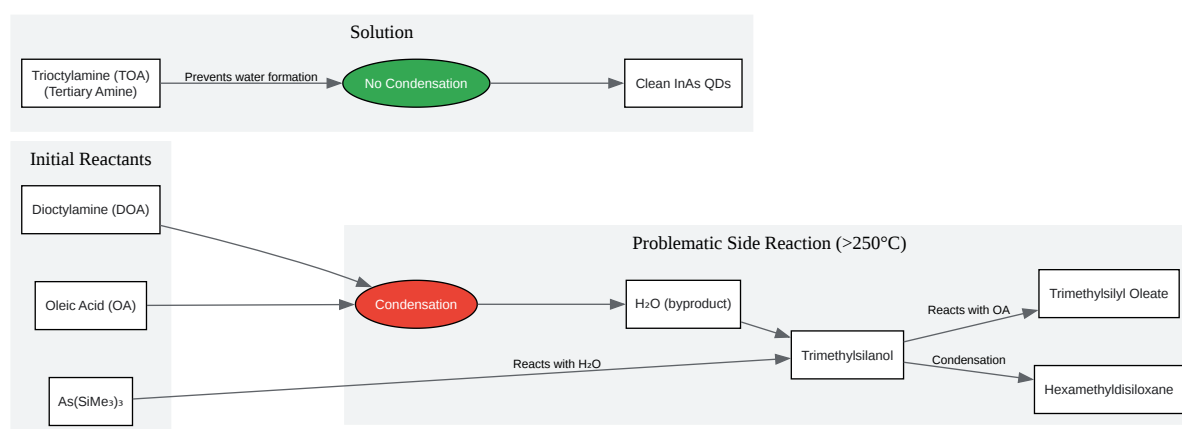 Solution
Trioctylamine (TOA)
(Tertiary Amine)
Prevents water formation
No Condensation
Clean InAs QDs
Initial Reactants
Dioctylamine (DOA)
Oleic Acid (OA)
As(SiMe₃)₃
Problematic Side Reaction (>250°C)
Condensation
H₂O (byproduct)
Reacts with H₂O
Trimethylsilanol
Reacts with OA
Trimethylsilyl Oleate
Condensation
Hexamethyldisiloxane